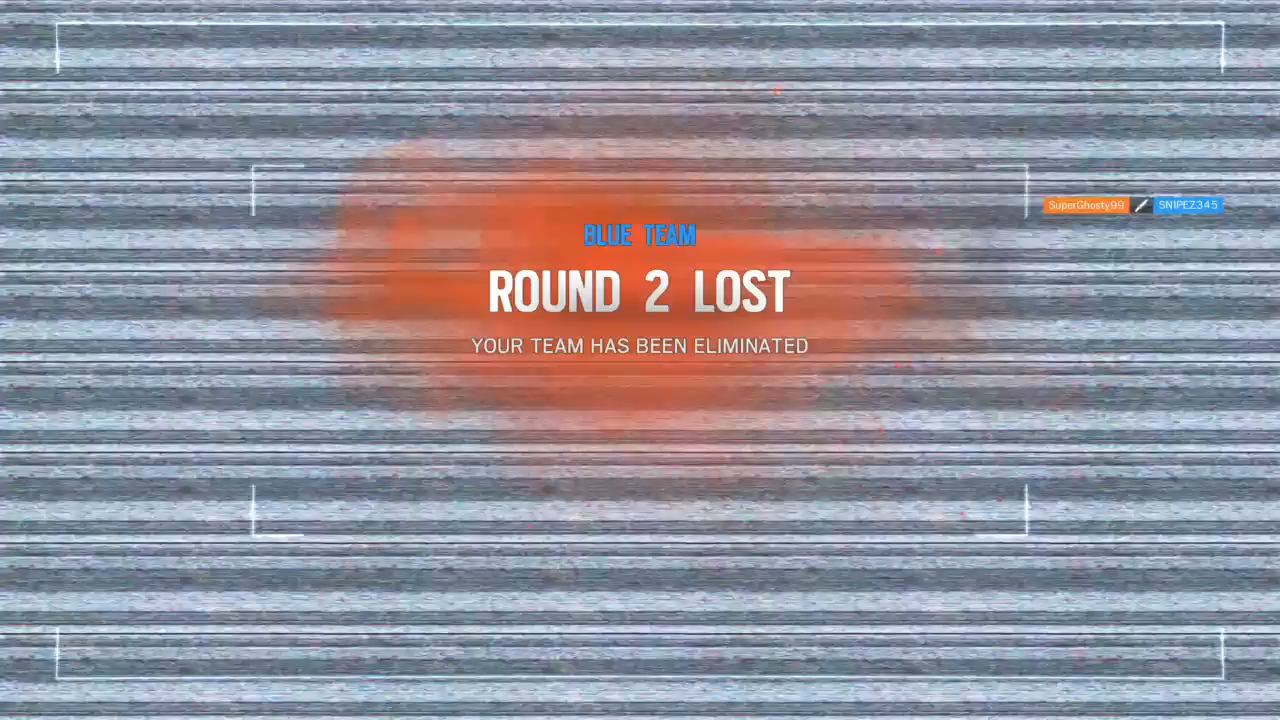 SuperGhosty99 SNIPEZ345
BLUE TEAM
ROUND 2 LOST
YOUR TEAM HAS BEEN ELIMINATED